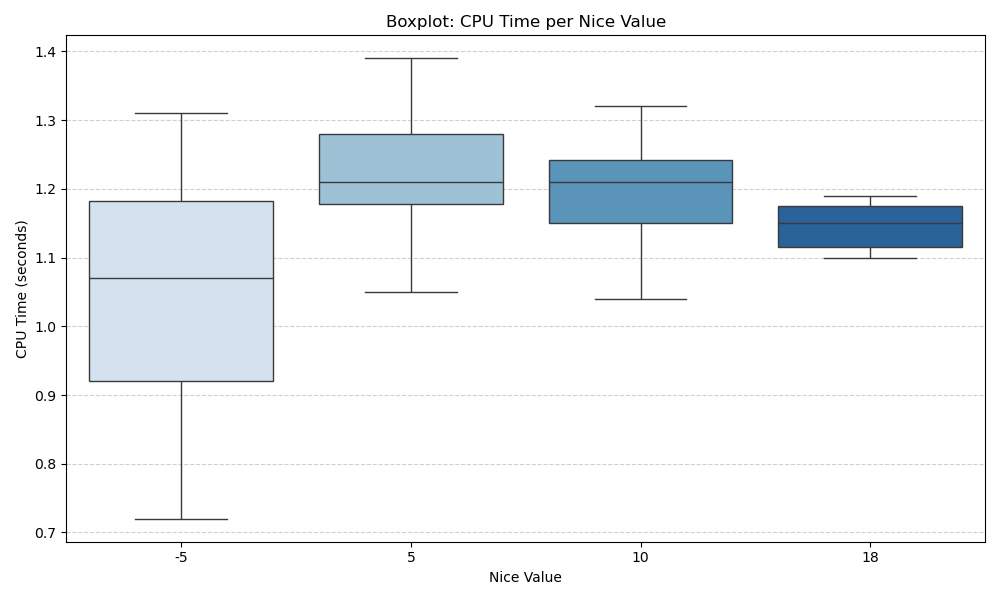 Boxplot: CPU Time per Nice Value
CPU Time (seconds)
1.4
1.3
1.2
1.1
1.0
0.9
0.8
0.7
-5 5 10 18
Nice Value